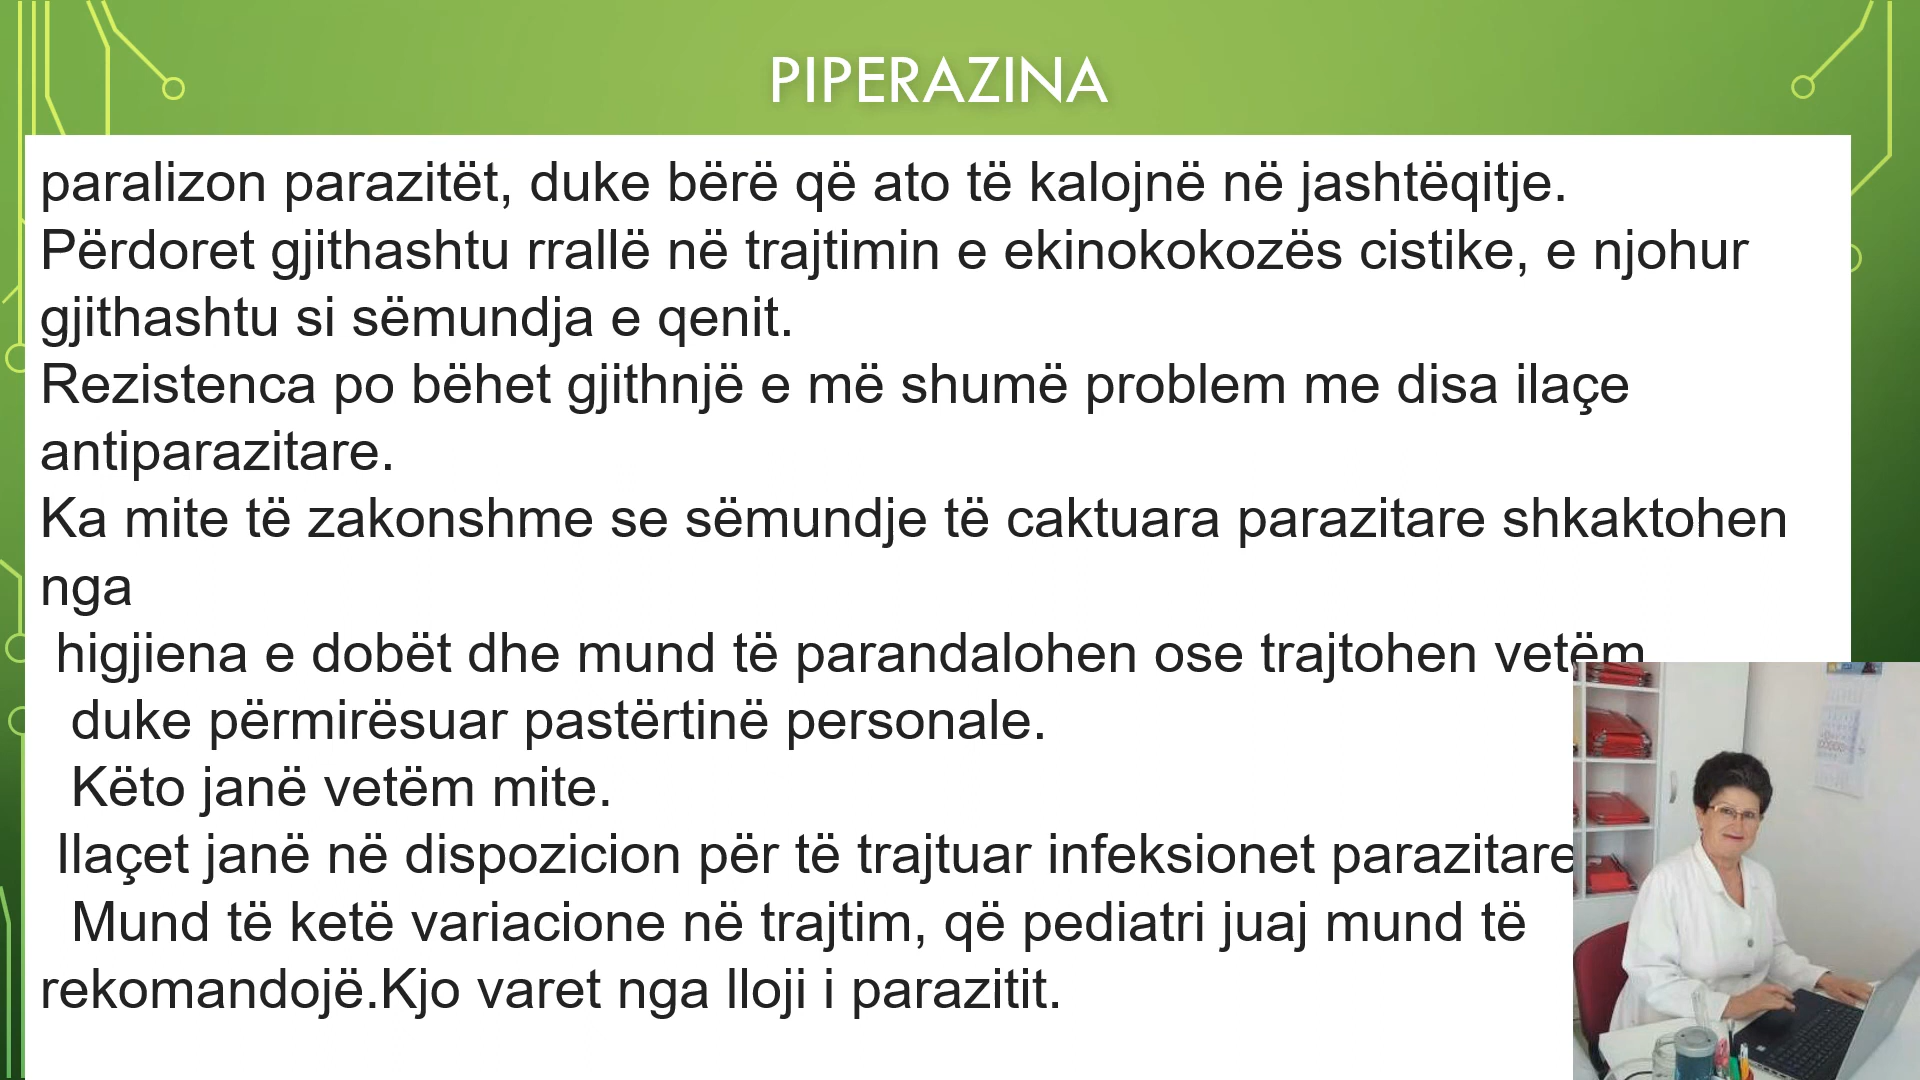 PIPERAZINA
paralizon parazitët, duke bërë që ato të kalojnë në jashtëqitje.
Përdoret gjithashtu rrallë në trajtimin e ekinokokozës cistike, e njohur
gjithashtu si sëmundja e qenit.
Rezistenca po bëhet gjithnjë e më shumë problem me disa ilaçe
antiparazitare.
Ka mite të zakonshme se sëmundje të caktuara parazitare shkaktohen
nga
higjiena e dobët dhe mund të parandalohen ose trajtohen vetëm
duke përmirësuar pastërtinë personale.
Këto janë vetëm mite.
Ilaçet janë në dispozicion për të trajtuar infeksionet parazitare
Mund të ketë variacione në trajtim, që pediatri juaj mund të
rekomandojë.Kjo varet nga lloji i parazitit.